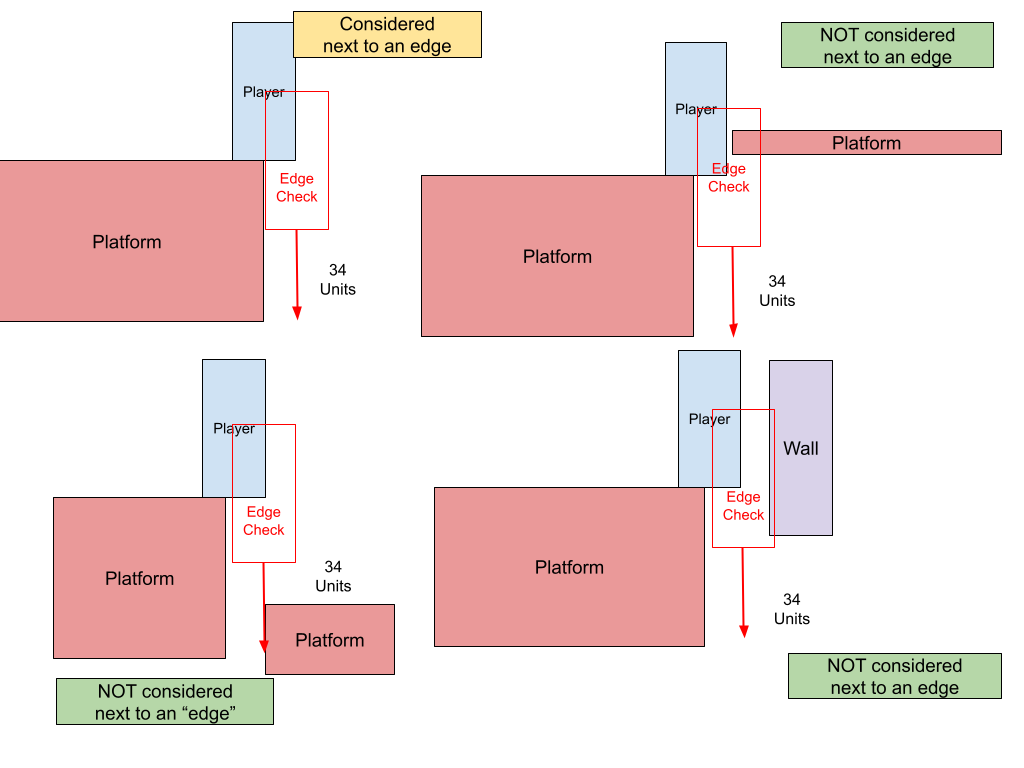 Considered
next to an edge
Player
Edge
Check
Platform
34
Units
NOT considered
next to an edge
Player
Platform
Edge
Check
Platform
34
Units
Player
Edge
Check
Platform
34
Units
Platform
NOT considered
next to an “edge”
Player
Wall
Edge
Check
Platform
34
Units
NOT considered
next to an edge